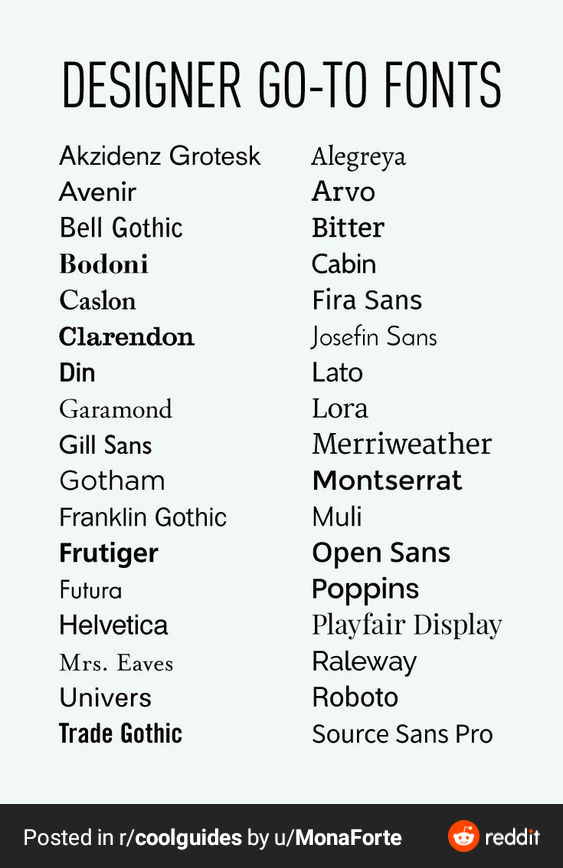 DESIGNER GO-TO FONTS
Akzidenz Grotesk
Avenir
Bell Gothic
Bodoni
Caslon
Clarendon
Din
Garamond
Gill Sans
Gotham
Franklin Gothic
Frutiger
Futura
Helvetica
Mrs. Eaves
Univers
Trade Gothic
Alegreya
Arvo
Bitter
Cabin
Fira Sans
Josefin Sans
Lato
Lora
Merriweather
Montserrat
Muli
Open Sans
Poppins
Playfair Display
Raleway
Roboto
Source Sans Pro
Posted in r/coolguides by u/MonaForte
reddit